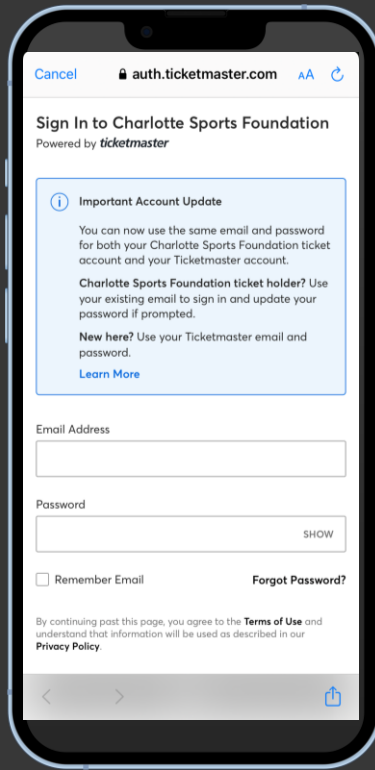 Cancel auth.ticketmaster.com AA
Sign In to Charlotte Sports Foundation
Powered by ticketmaster
Important Account Update
You can now use the same email and password
for both your Charlotte Sports Foundation ticket
account and your Ticketmaster account.
Charlotte Sports Foundation ticket holder? Use
your existing email to sign in and update your
password if prompted.
New here? Use your Ticketmaster email and
password.
Learn More
Email Address
Password
SHOW
Remember Email Forgot Password?
By continuing past this page, you agree to the Terms of Use and
understand that information will be used as described in our
Privacy Policy.